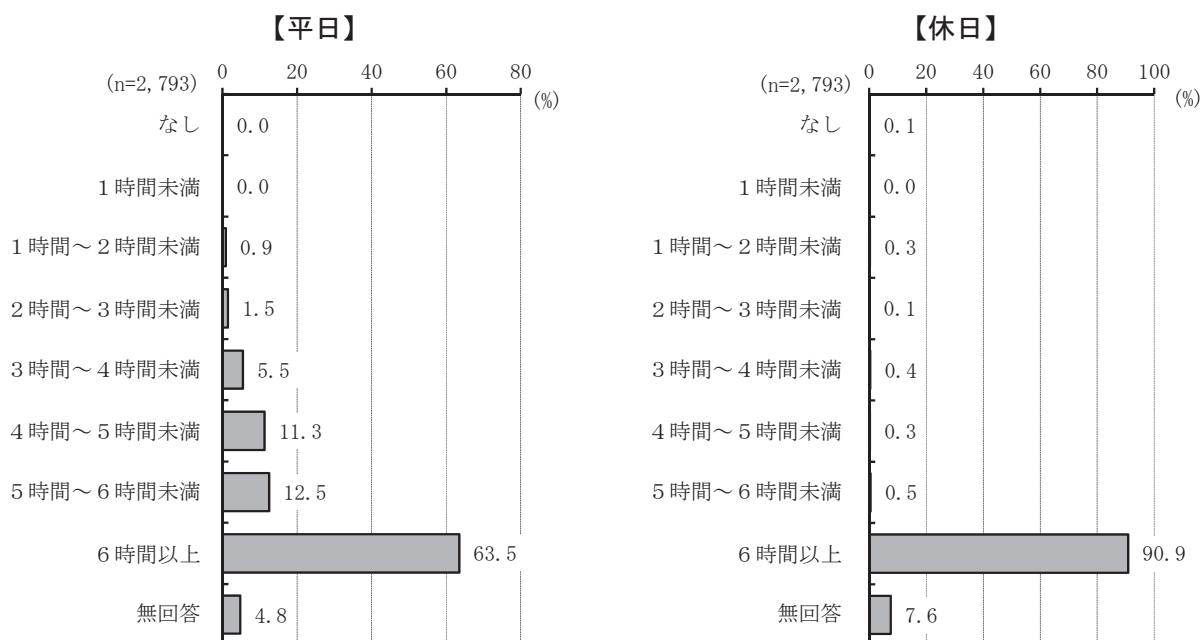 【平日】
(n=2,793)
0 20 40 60 80
(%)
なし 0.0
１時間未満 0.0
１時間～２時間未満 0.9
２時間～３時間未満 1.5
３時間～４時間未満 5.5
４時間～５時間未満 11.3
５時間～６時間未満 12.5
６時間以上 63.5
無回答 4.8
【休日】
(n=2,793)
0 20 40 60 80 100
(%)
なし 0.1
１時間未満 0.0
１時間～２時間未満 0.3
２時間～３時間未満 0.1
３時間～４時間未満 0.4
４時間～５時間未満 0.3
５時間～６時間未満 0.5
６時間以上 90.9
無回答 7.6